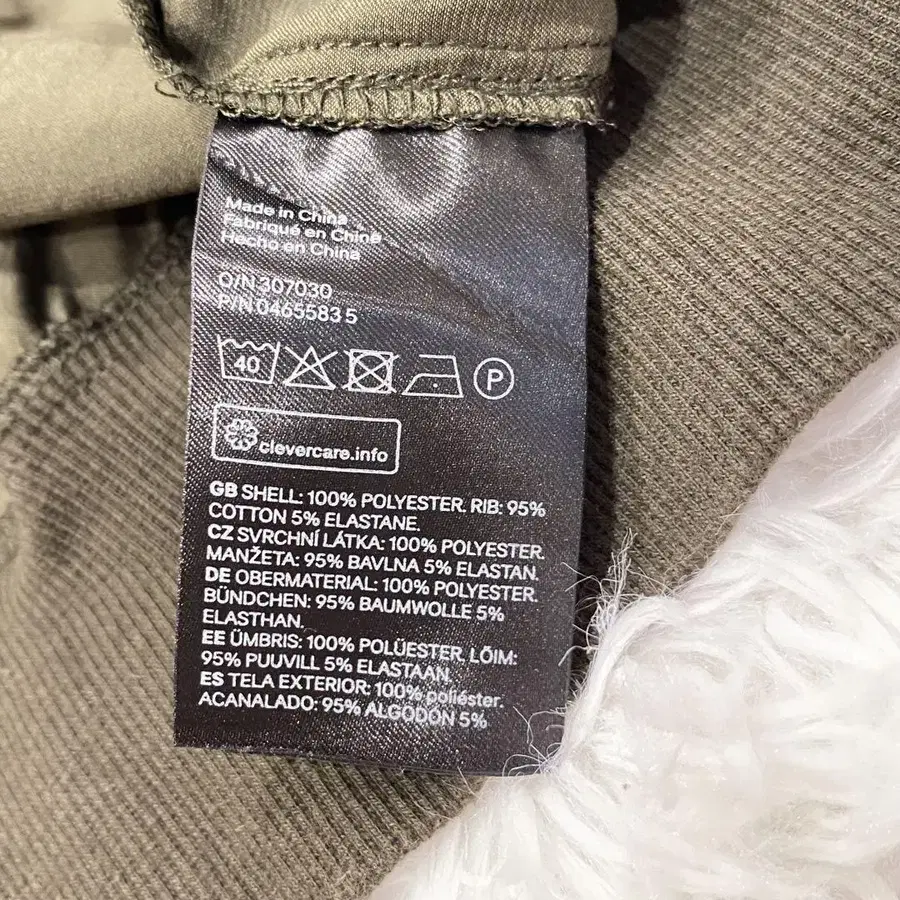 Made in China
Fabriqué en Chine
Hecho en China
O/N 307030
P/N 0465583 5
40
P
clevercare.info
GB SHELL: 100% POLYESTER. RIB: 95%
COTTON 5% ELASTANE.
CZ SVRCHNÍ LÁTKA: 100% POLYESTER.
MANŽETA: 95% BAVLNA 5% ELASTAN.
DE OBERMATERIAL: 100% POLYESTER.
BÜNDCHEN: 95% BAUMWOLLE 5%
ELASTHAN.
EE ÜMBRIS: 100% POLÜESTER. LÕIM:
95% PUUVILL 5% ELASTAAN.
ES TELA EXTERIOR: 100% poliéster.
ACANALADO: 95% ALGODÓN 5%